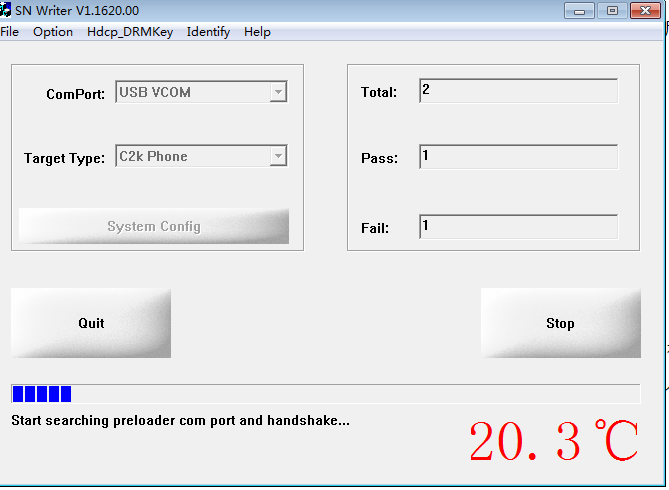 SN Writer V1.1620.00
File Option Hdcp_DRMKey Identify Help
ComPort: USB VCOM
Target Type: C2k Phone
System Config
Total: 2
Pass: 1
Fail: 1
Quit
Stop
Start searching preloader com port and handshake...
20.3℃